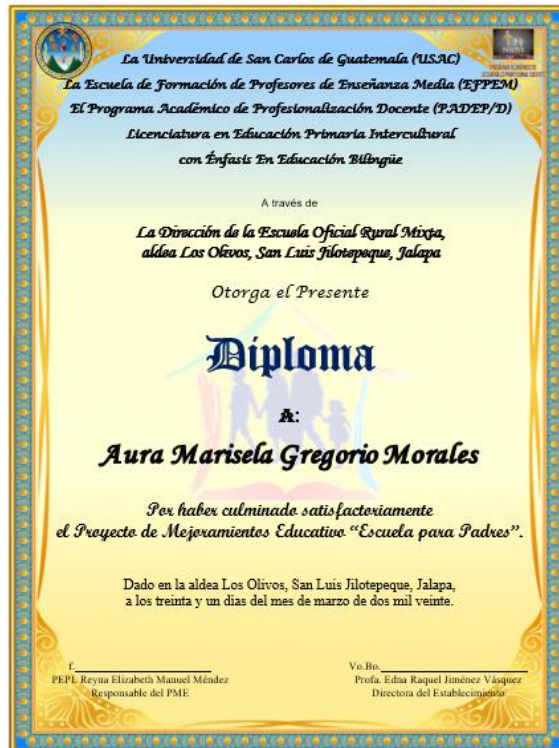 La Universidad de San Carlos de Guatemala (USAC)
La Escuela de Formación de Profesores de Enseñanza Media (EFPEM)
El Programa Académico de Profesionalización Docente (PADEP/D)
Licenciatura en Educación Primaria Intercultural
con Énfasis En Educación Bilingüe
A través de
La Dirección de la Escuela Oficial Rural Mixta,
aldea Los Olivos, San Luis Jilotepeque, Jalapa
Otorga el Presente
Diploma
A:
Aura Marisela Gregorio Morales
Por haber culminado satisfactoriamente
el Proyecto de Mejoramientos Educativo “Escuela para Padres”.
Dado en la aldea Los Olivos, San Luis Jilotepeque, Jalapa,
a los treinta y un días del mes de marzo de dos mil veinte.
f.
PEPI. Reyna Elizabeth Manuel Méndez
Responsable del PME
Vo.Bo.
Profa. Edna Raquel Jiménez Vásquez
Directora del Establecimiento